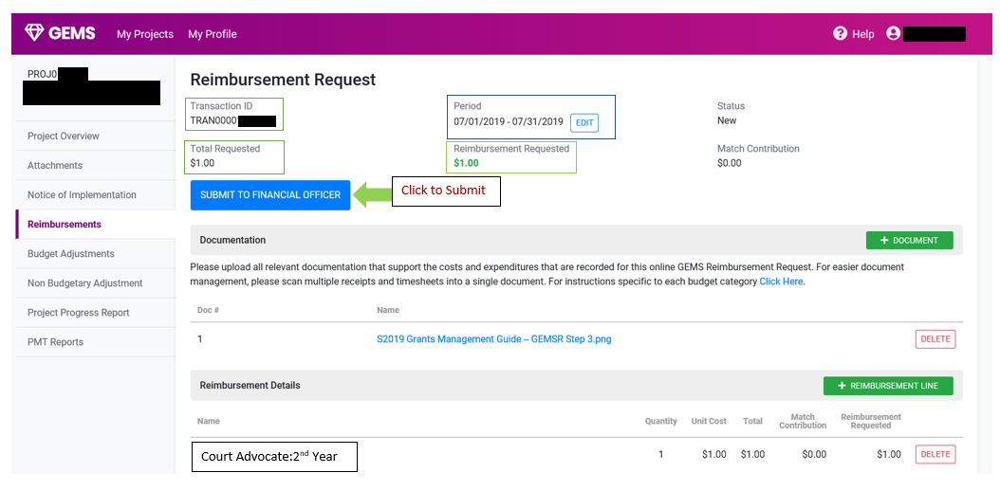 GEMS My Projects My Profile Help
PROJ0
Project Overview
Attachments
Notice of Implementation
Reimbursements
Budget Adjustments
Non Budgetary Adjustment
Project Progress Report
PMT Reports
Reimbursement Request
Transaction ID Period Status
TRAN0000 07/01/2019 - 07/31/2019 EDIT New
Total Requested Reimbursement Requested Match Contribution
$1.00 $1.00 $0.00
SUBMIT TO FINANCIAL OFFICER Click to Submit
Documentation + DOCUMENT
Please upload all relevant documentation that support the costs and expenditures that are recorded for this online GEMS Reimbursement Request. For easier document
management, please scan multiple receipts and timesheets into a single document. For instructions specific to each budget category Click Here.
Doc # Name
1 S2019 Grants Management Guide – GEMSR Step 3.png DELETE
Reimbursement Details + REIMBURSEMENT LINE
Name Quantity Unit Cost Total Match Contribution Reimbursement Requested
Court Advocate:2nd Year 1 $1.00 $1.00 $0.00 $1.00 DELETE